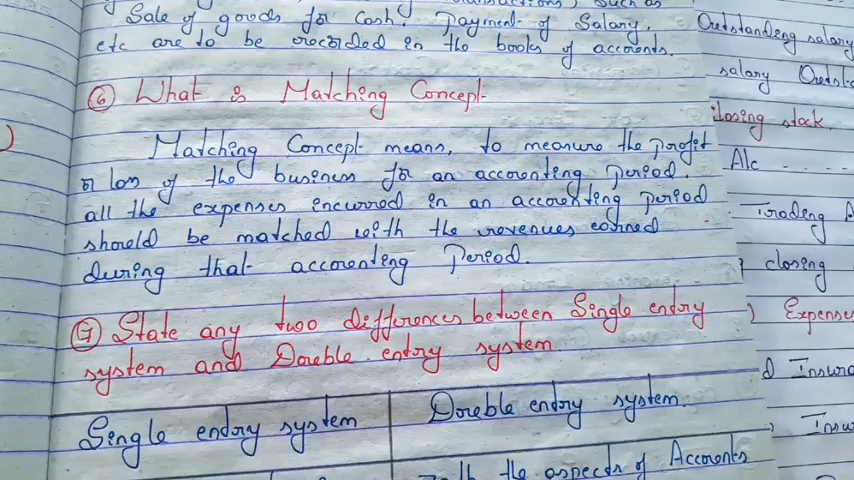 Sale of goods for cash, payment of Salary,
etc are to be recorded in the books of accounts.
⑥ What is Matching Concept
Matching Concept means, to measure the profit
or loss of the business for an accounting period.
all the expenses incurred in an accounting period
should be matched with the revenues earned
during that accounting Period.
⑦ State any two differences between Single entry
system and Double entry system
Single entry system
Double entry system.
the aspects of Accounts
Outstanding salary
salary
closing stock.
A/c - - - -
Trading
closing
Expenses